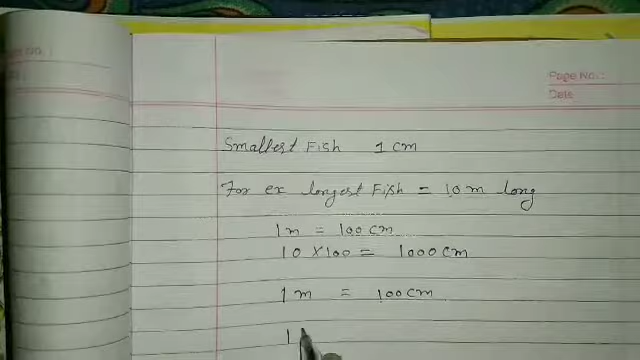 Page No.:
Date
Smallest Fish 1 cm
For ex longest Fish = 10 m long
1 m = 100 cm
10 X 100 = 1000 cm
1 m = 100 cm
1